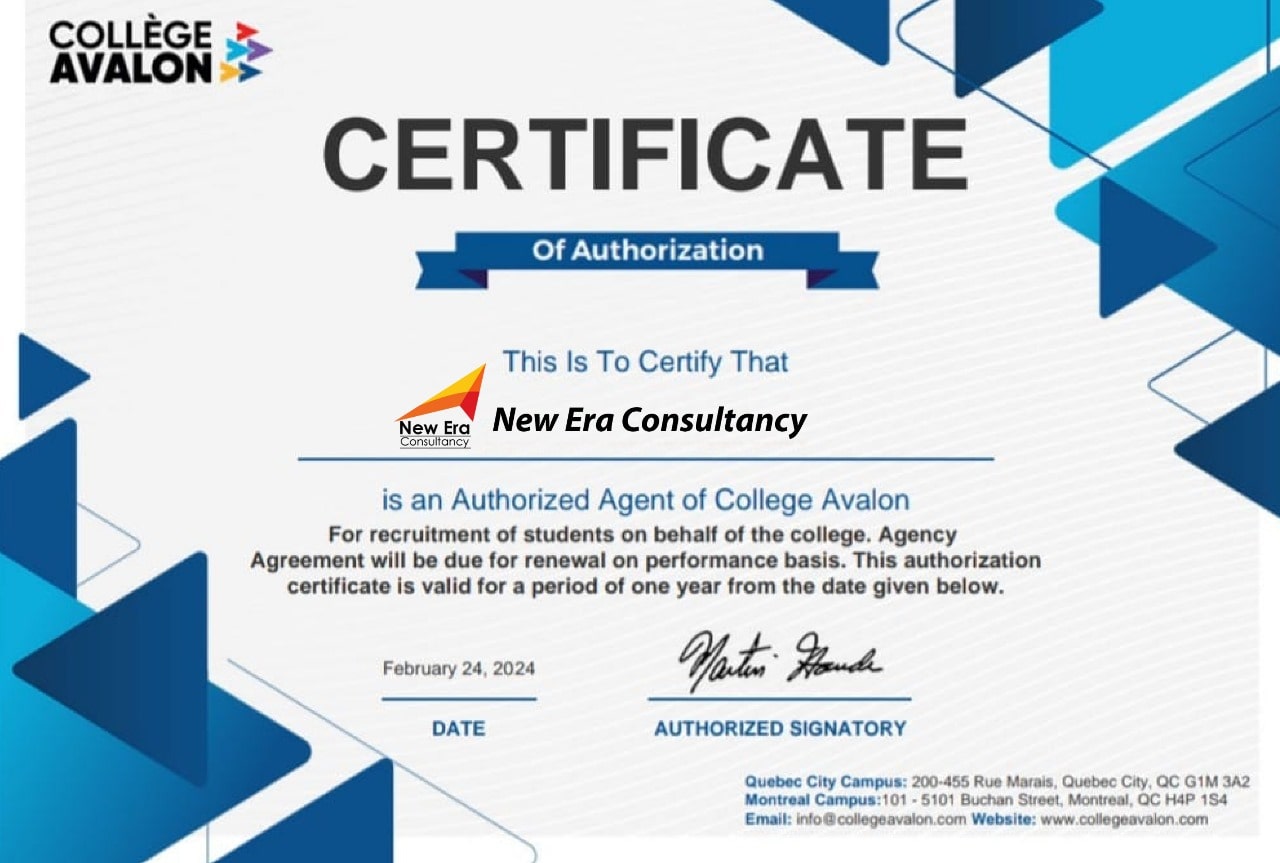 COLLÈGE
AVALON
CERTIFICATE
Of Authorization
This Is To Certify That
New Era
Consultancy
New Era Consultancy
is an Authorized Agent of College Avalon
For recruitment of students on behalf of the college. Agency
Agreement will be due for renewal on performance basis. This authorization
certificate is valid for a period of one year from the date given below.
February 24, 2024
DATE
AUTHORIZED SIGNATORY
Quebec City Campus: 200-455 Rue Marais, Quebec City, QC G1M 3A2
Montreal Campus:101 - 5101 Buchan Street, Montreal, QC H4P 1S4
Email: info@collegeavalon.com Website: www.collegeavalon.com